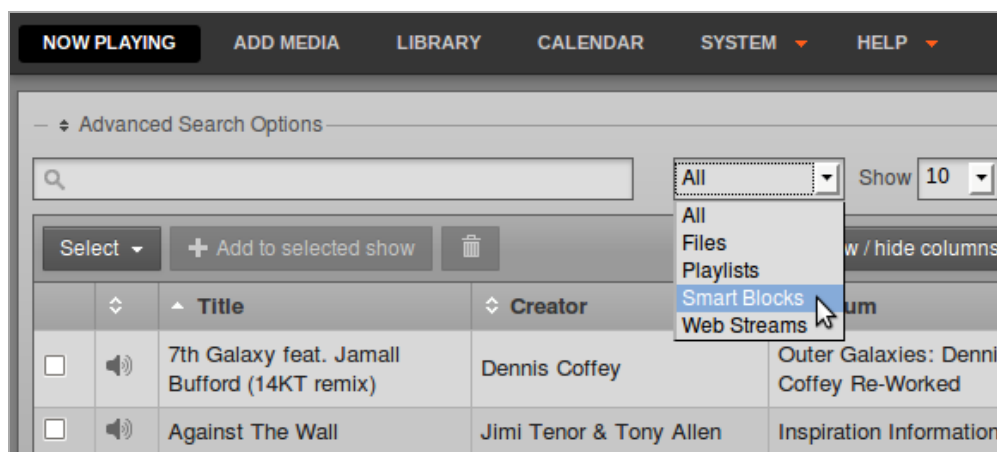 NOW PLAYING ADD MEDIA LIBRARY CALENDAR SYSTEM HELP
Advanced Search Options
All Show 10
All
Files
Playlists
Smart Blocks
Web Streams
Select + Add to selected show / hide columns
Title Creator
7th Galaxy feat. Jamall
Bufford (14KT remix)
Dennis Coffey
Outer Galaxies:
Coffey Re-Worked
Against The Wall Jimi Tenor & Tony Allen Inspiration Information